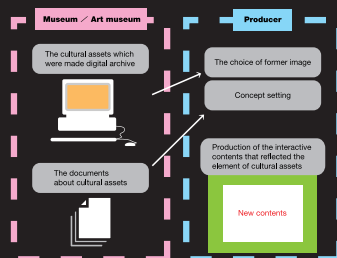 Museum / Art museum
The cultural assets which
were made digital archive
The documents
about cultural assets
Producer
The choice of former image
Concept setting
Production of the interactive
contents that reflected the
element of cultural assets
New contents